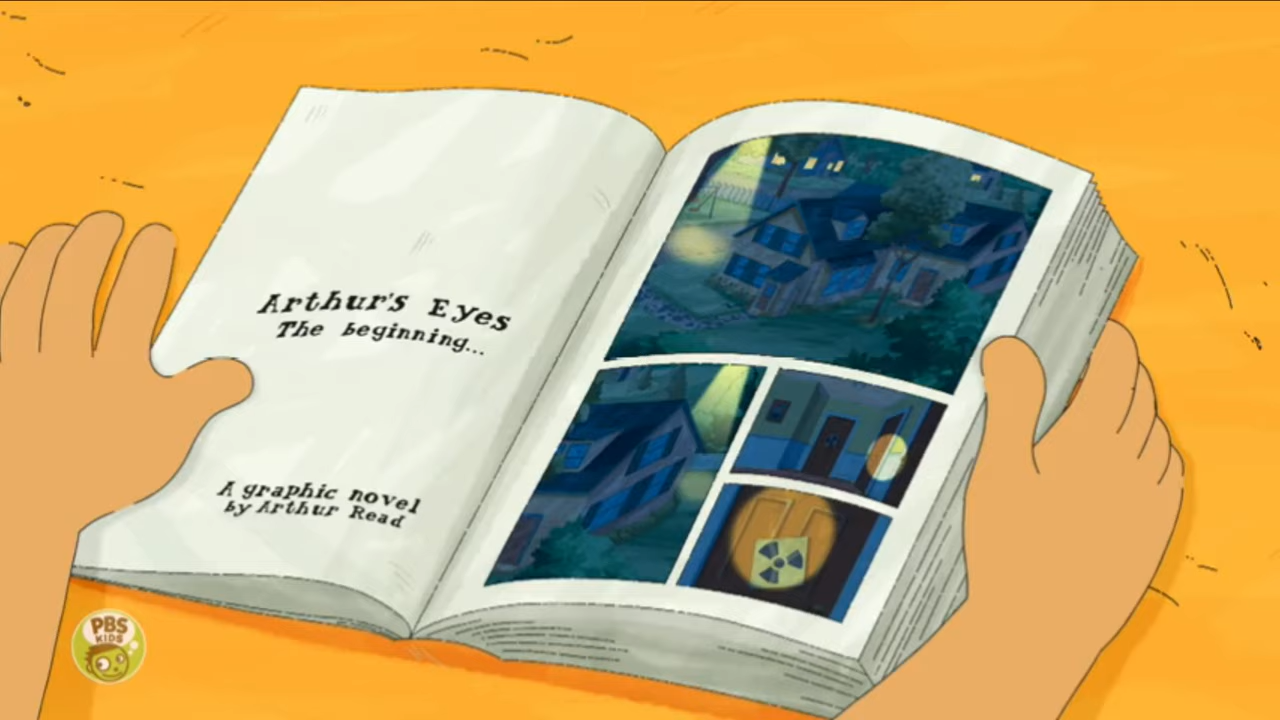 Arthur's Eyes
The beginning...
A graphic novel
by Arthur Read
PBS
KIDS